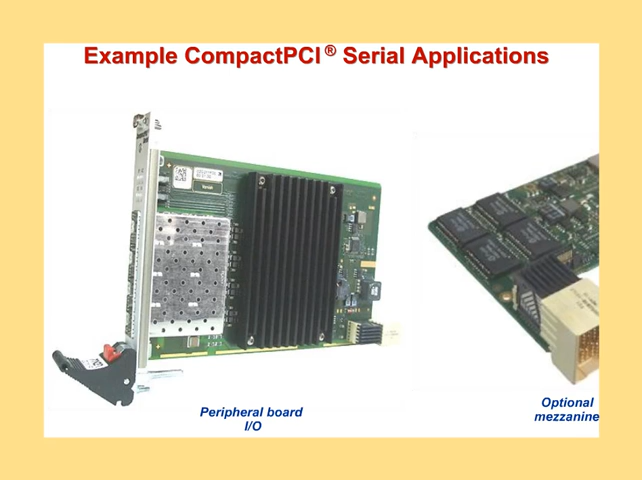 Example CompactPCI® Serial Applications
Peripheral board
I/O
Optional
mezzanine